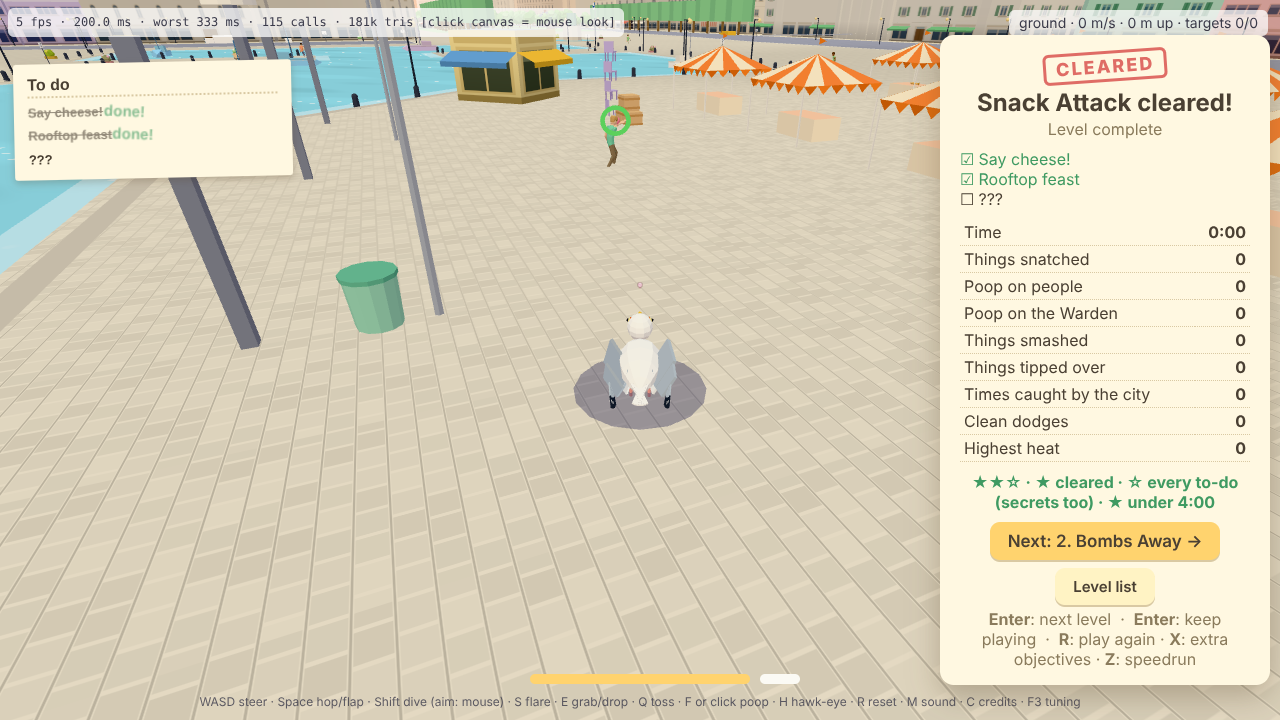 5 fps · 200.0 ms · worst 333 ms · 115 calls · 181k tris [click canvas = mouse look]
ground · 0 m/s · 0 m up · targets 0/0
To do
Say cheese! done!
Rooftop feast done!
???
CLEARED
Snack Attack cleared!
Level complete
☑ Say cheese!
☑ Rooftop feast
☐ ???
Time 0:00
Things snatched 0
Poop on people 0
Poop on the Warden 0
Things smashed 0
Things tipped over 0
Times caught by the city 0
Clean dodges 0
Highest heat 0
★★☆ · ★ cleared · ☆ every to-do
(secrets too) · ★ under 4:00
Next: 2. Bombs Away →
Level list
Enter: next level · Enter: keep
playing · R: play again · X: extra
objectives · Z: speedrun
WASD steer · Space hop/flap · Shift dive (aim: mouse) · S flare · E grab/drop · Q toss · F or click poop · H hawk-eye · R reset · M sound · C credits · F3 tuning